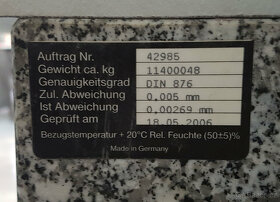 Auftrag Nr. 42985
Gewicht ca. kg 11400048
Genauigkeitsgrad DIN 876
Zul. Abweichung 0.005 mm
Ist Abweichung 0.00269 mm
Geprüft am 18.05.2006
Bezugstemperatur + 20°C Rel. Feuchte (50±5)%
Made in Germany